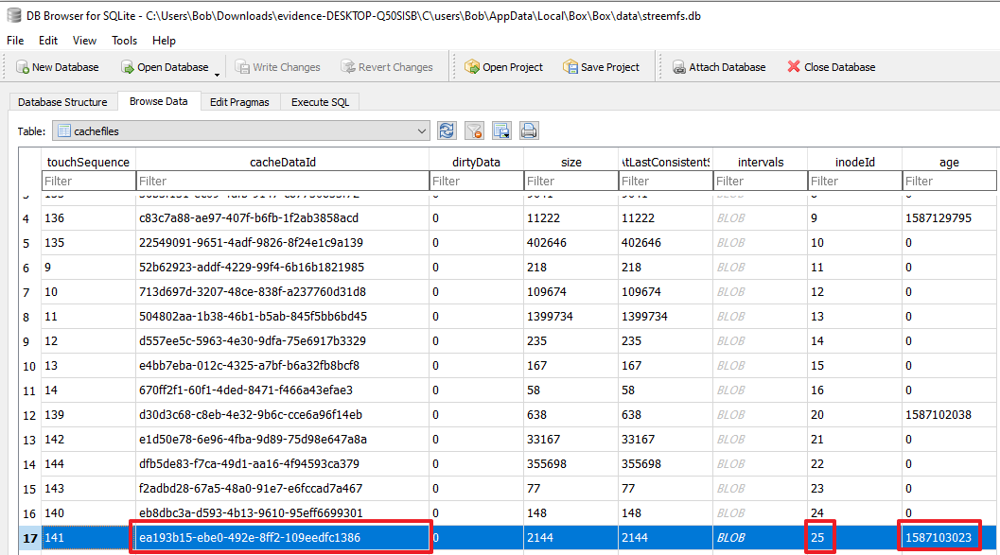 DB Browser for SQLite - C:\Users\Bob\Downloads\evidence-DESKTOP-Q50SISB\C\users\Bob\AppData\Local\Box\Box\data\streemfs.db
File Edit View Tools Help
New Database Open Database Write Changes Revert Changes Open Project Save Project Attach Database Close Database
Database Structure Browse Data Edit Pragmas Execute SQL
Table: cachefiles
touchSequence cacheDataId dirtyData size AtLastConsistentS intervals inodeId age
Filter Filter Filter Filter Filter Filter Filter Filter
4 136 c83c7a88-ae97-407f-b6fb-1f2ab3858acd 0 11222 11222 BLOB 9 1587129795
5 135 22549091-9651-4adf-9826-8f24e1c9a139 0 402646 402646 BLOB 10 0
6 9 52b62923-addf-4229-99f4-6b16b1821985 0 218 218 BLOB 11 0
7 10 713d697d-3207-48ce-838f-a237760d31d8 0 109674 109674 BLOB 12 0
8 11 504802aa-1b38-46b1-b5ab-845f5bb6bd45 0 1399734 1399734 BLOB 13 0
9 12 d557ee5c-5963-4e30-9dfa-75e6917b3329 0 235 235 BLOB 14 0
10 13 e4bb7eba-012c-4325-a7bf-b6a32fb8bcf8 0 167 167 BLOB 15 0
11 14 670ff2f1-60f1-4ded-8471-f466a43efae3 0 58 58 BLOB 16 0
12 139 d30d3c68-c8eb-4e32-9b6c-cce6a96f14eb 0 638 638 BLOB 20 1587102038
13 142 e1d50e78-6e96-4fba-9d89-75d98e647a8a 0 33167 33167 BLOB 21 0
14 144 dfb5de83-f7ca-49d1-aa16-4f94593ca379 0 355698 355698 BLOB 22 0
15 143 f2adbd28-67a5-48a0-91e7-e6fccad7a467 0 77 77 BLOB 23 0
16 140 eb8dbc3a-d593-4b13-9610-95eff6699301 0 148 148 BLOB 24 0
17 141 ea193b15-ebe0-492e-8ff2-109eedfc1386 0 2144 2144 BLOB 25 1587103023